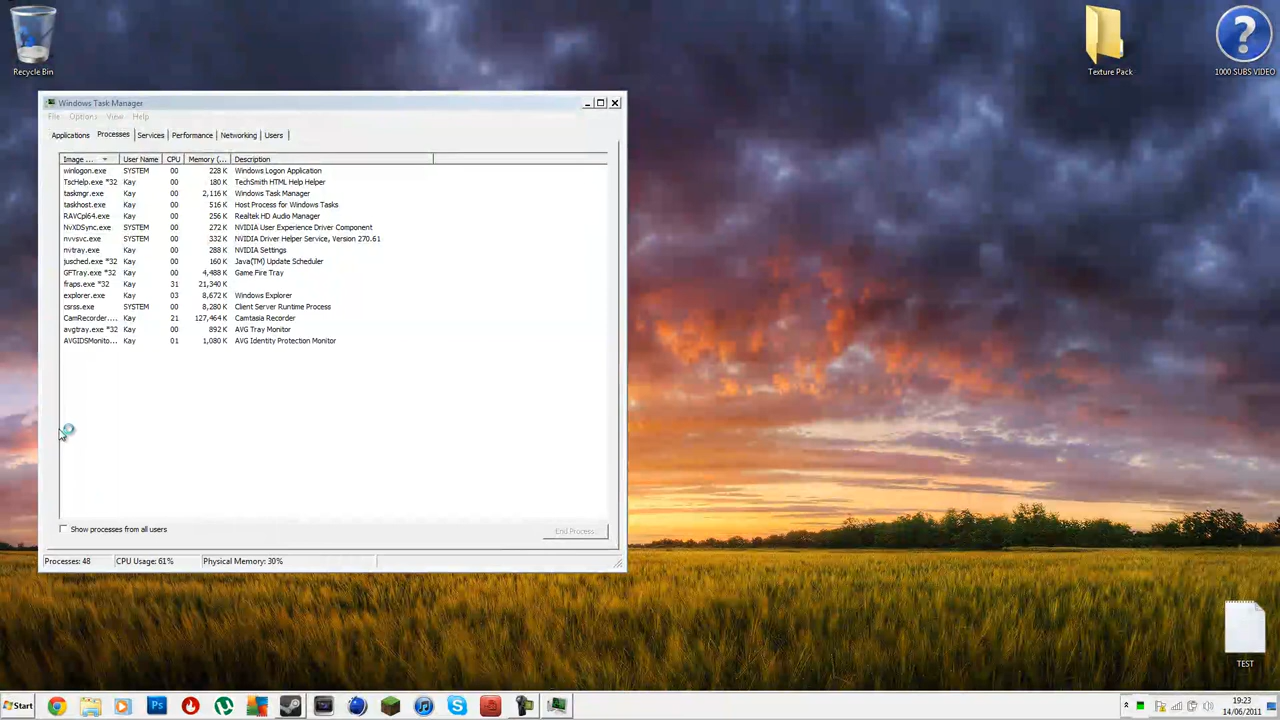 Recycle Bin
Texture Pack
1000 SUBS VIDEO
Windows Task Manager
File Options View Help
Applications Processes Services Performance Networking Users
Image ... User Name CPU Memory (... Description
winlogon.exe SYSTEM 00 228 K Windows Logon Application
TscHelp.exe *32 Kay 00 180 K TechSmith HTML Help Helper
taskmgr.exe Kay 00 2,116 K Windows Task Manager
taskhost.exe Kay 00 516 K Host Process for Windows Tasks
RAVCpl64.exe Kay 00 256 K Realtek HD Audio Manager
NvXDSync.exe SYSTEM 00 272 K NVIDIA User Experience Driver Component
nvvsvc.exe SYSTEM 00 332 K NVIDIA Driver Helper Service, Version 270.61
nvtray.exe Kay 00 288 K NVIDIA Settings
jusched.exe *32 Kay 00 160 K Java(TM) Update Scheduler
GFTray.exe *32 Kay 00 4,488 K Game Fire Tray
fraps.exe *32 Kay 31 21,340 K
explorer.exe Kay 03 8,672 K Windows Explorer
csrss.exe SYSTEM 00 8,280 K Client Server Runtime Process
CamRecorder.... Kay 21 127,464 K Camtasia Recorder
avgtray.exe *32 Kay 00 892 K AVG Tray Monitor
AVGIDSMonito... Kay 01 1,080 K AVG Identity Protection Monitor
Show processes from all users
End Process
Processes: 48 CPU Usage: 61% Physical Memory: 30%
TEST
Start
Ps
19:23
14/06/2011